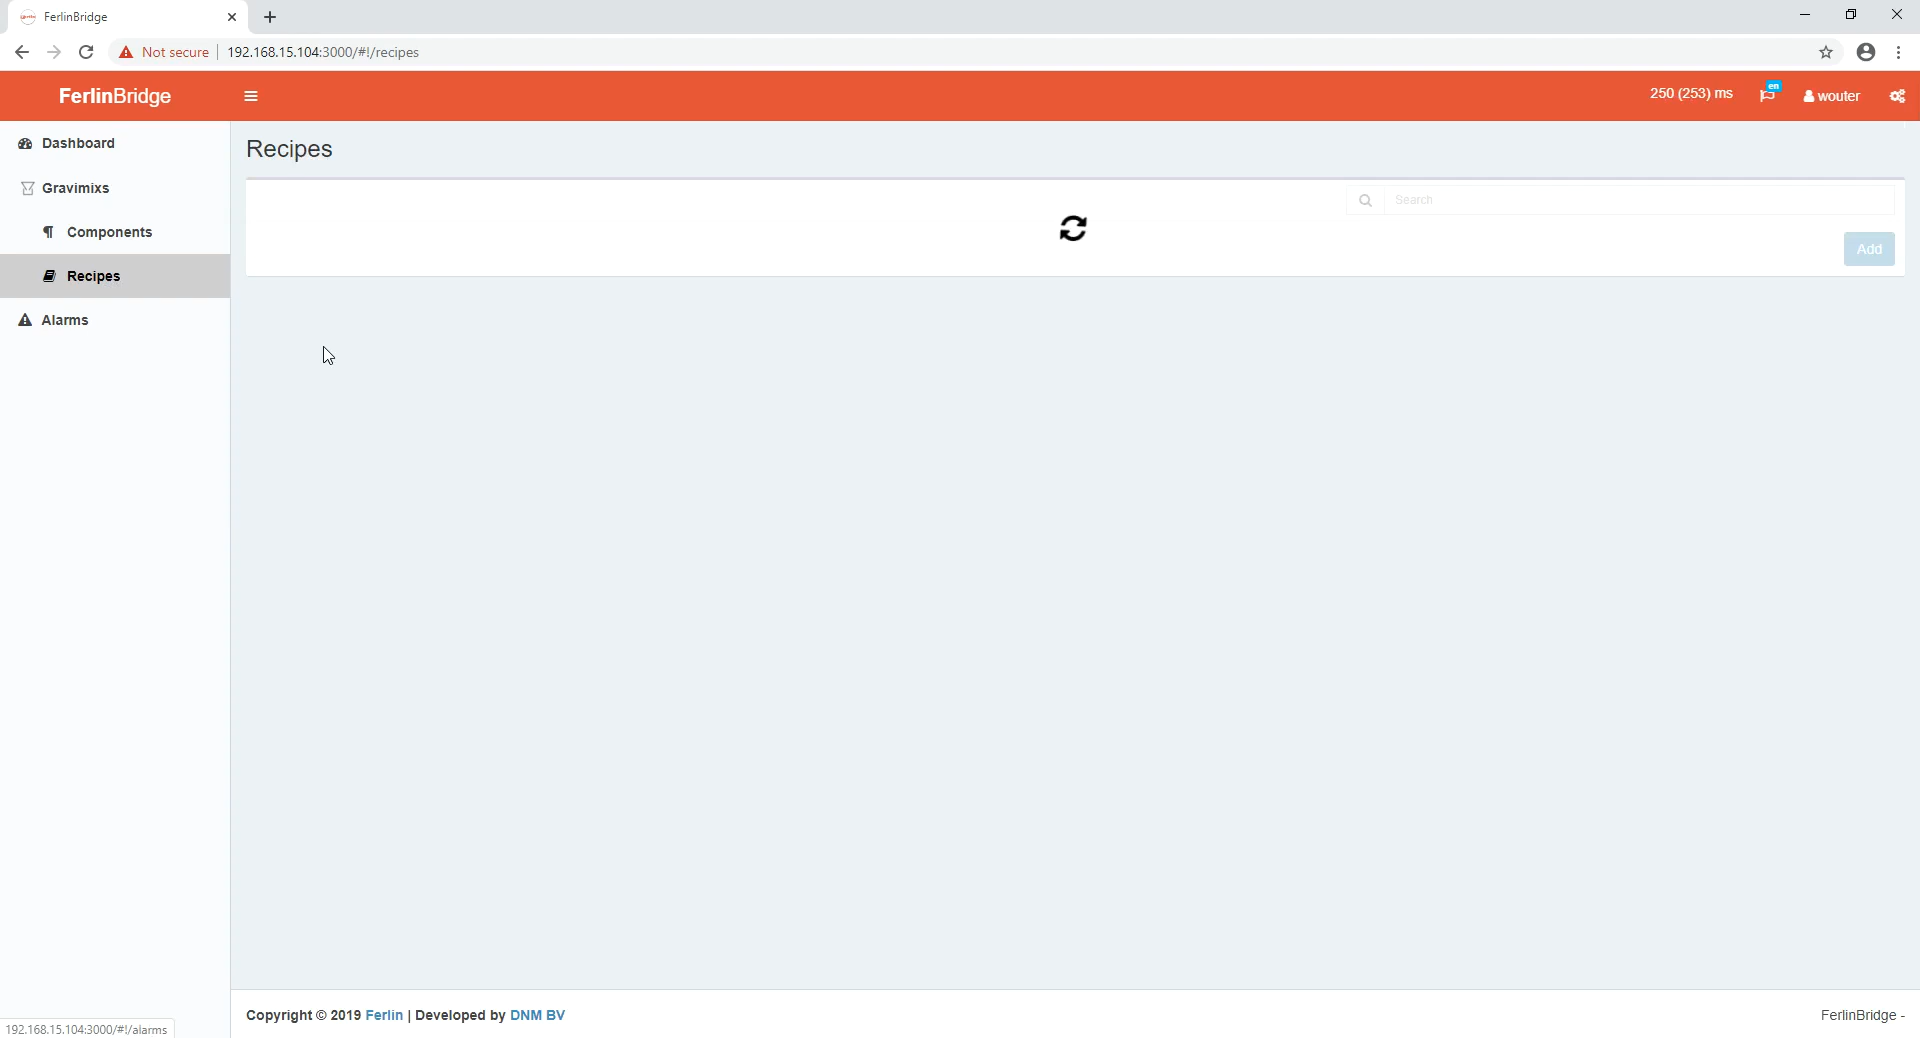 FerlinBridge
Not secure
192.168.15.104:3000/#!/recipes
FerlinBridge
250 (253) ms
en
wouter
Dashboard
Recipes
Gravimixs
Search
Components
Add
Recipes
Alarms
Copyright © 2019 Ferlin | Developed by DNM BV
FerlinBridge -
192.168.15.104:3000/#!/alarms